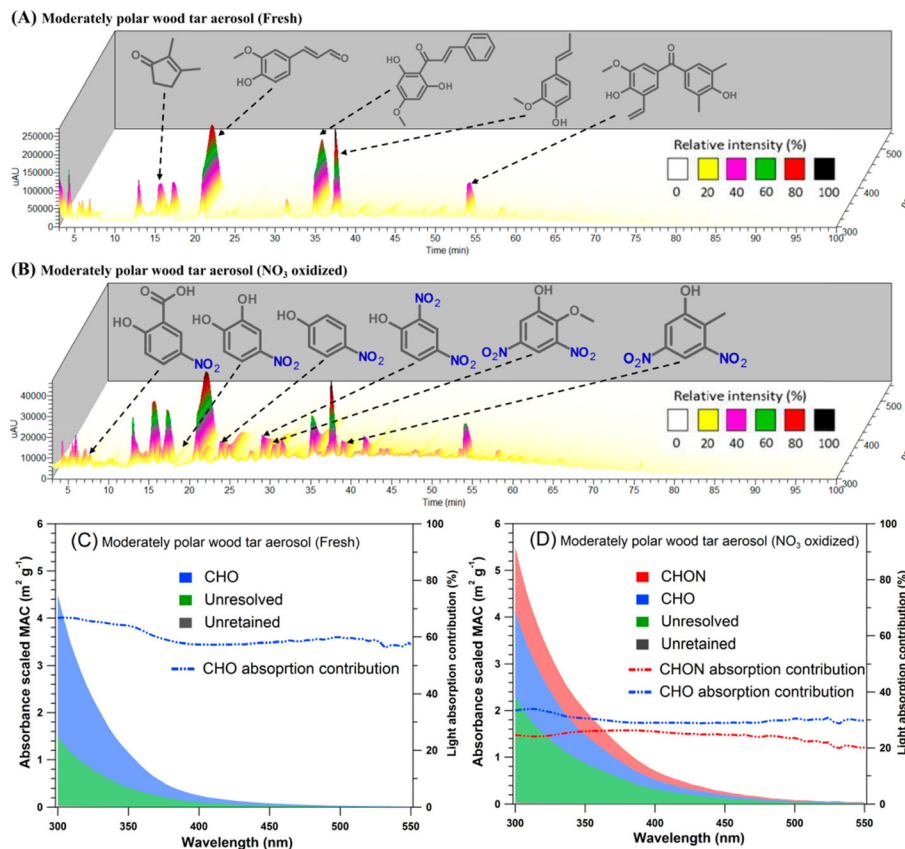 (A) Moderately polar wood tar aerosol (Fresh)
O
O
OH
O
OH
O
OH
O
O
OH
O
O
OH
OH
250000
200000
150000
100000
50000
0
uAU
Relative intensity (%)
0 20 40 60 80 100
500
400
300
5 10 15 20 25 30 35 40 45 50 55 60 65 70 75 80 85 90 95 100
Time (min)
(B) Moderately polar wood tar aerosol (NO3 oxidized)
O OH
HO
NO2
OH
HO
NO2
HO
NO2
NO2
HO
NO2
OH
O
O2N NO2
OH
O2N NO2
40000
30000
20000
10000
0
uAU
Relative intensity (%)
0 20 40 60 80 100
500
400
300
5 10 15 20 25 30 35 40 45 50 55 60 65 70 75 80 85 90 95 100
Time (min)
(C) Moderately polar wood tar aerosol (Fresh)
CHO
Unresolved
Unretained
CHO absoprtion contribution
Absorbance scaled MAC (m2 g-1)
6
5
4
3
2
1
0
Light absorption contribution (%)
100
80
60
40
20
0
300 350 400 450 500 550
Wavelength (nm)
(D) Moderately polar wood tar aerosol (NO3 oxidized)
CHON
CHO
Unresolved
Unretained
CHON absorption contribution
CHO absorption contribution
Absorbance scaled MAC (m2 g-1)
6
5
4
3
2
1
0
Light absorption contribution (%)
100
80
60
40
20
0
300 350 400 450 500 550
Wavelength (nm)